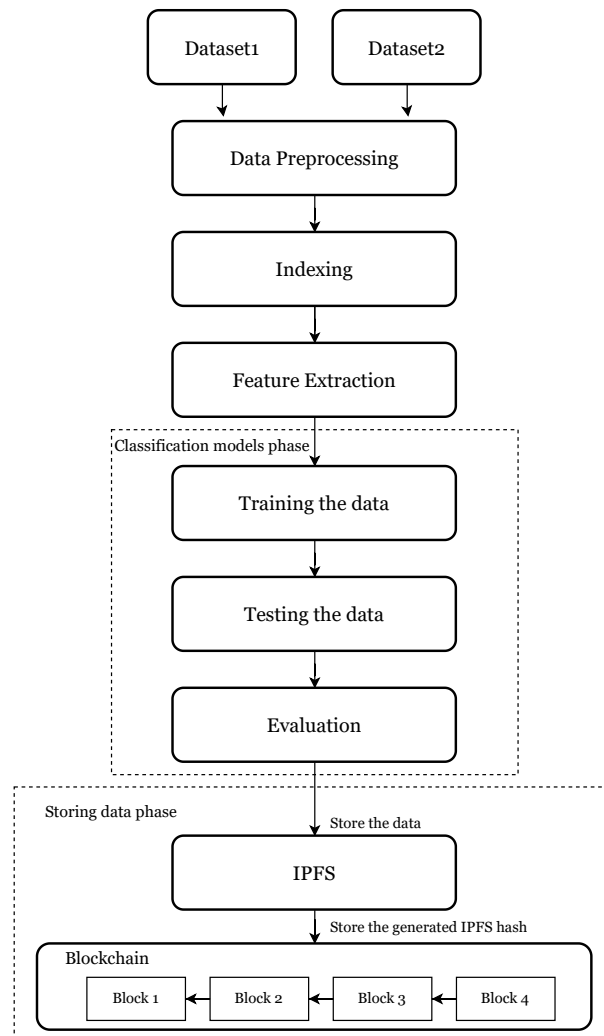 Dataset1
Dataset2
Data Preprocessing
Indexing
Feature Extraction
Classification models phase
Training the data
Testing the data
Evaluation
Storing data phase
Store the data
IPFS
Store the generated IPFS hash
Blockchain
Block 1
Block 2
Block 3
Block 4